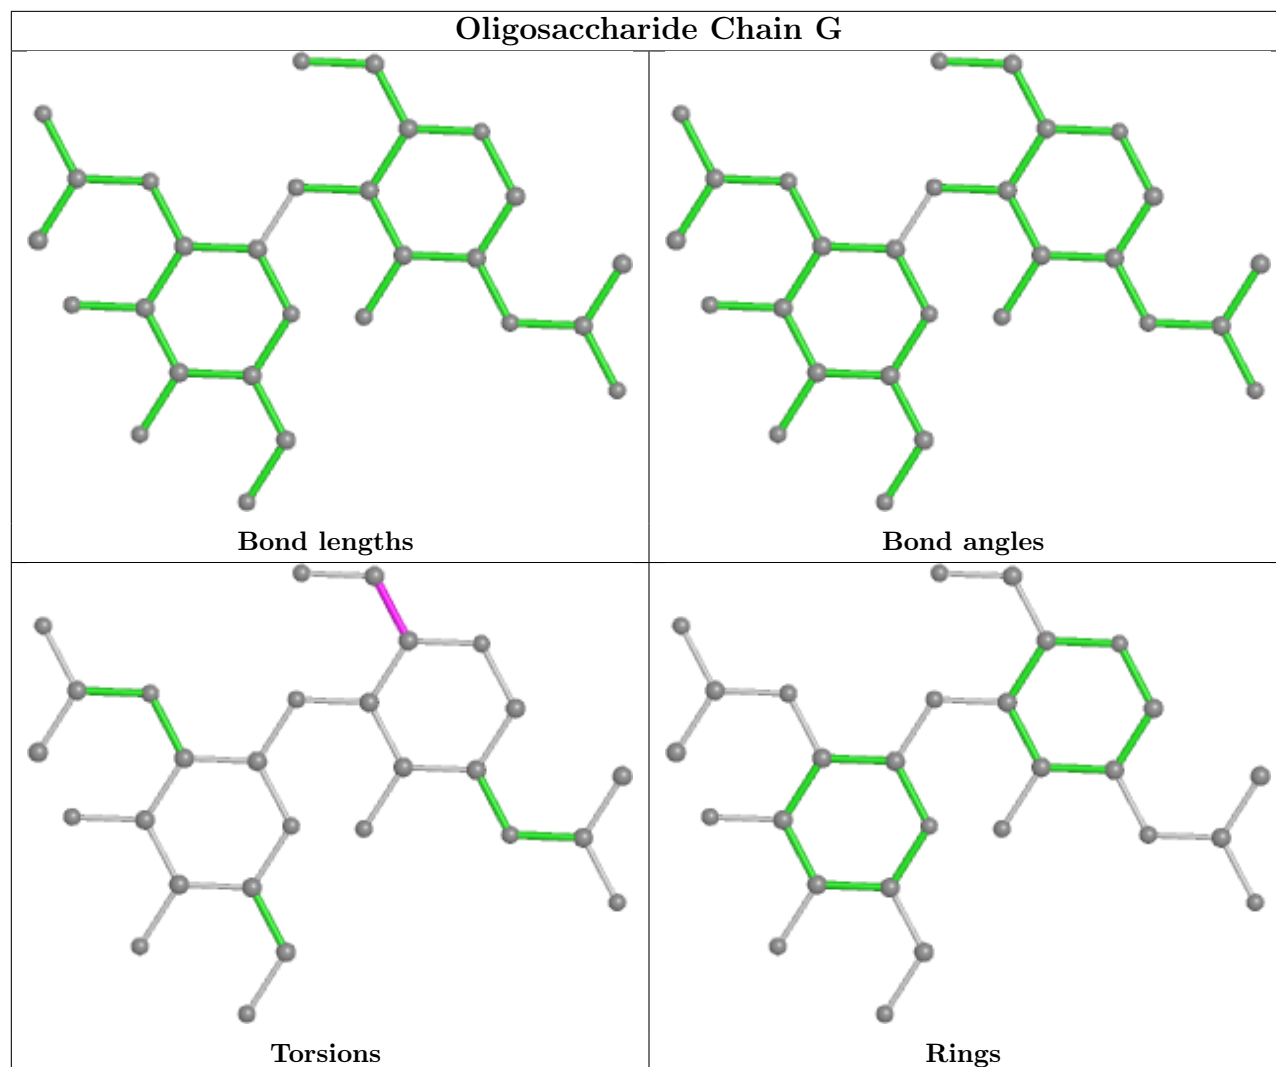 Oligosaccharide Chain G
Bond lengths
Bond angles
Torsions
Rings